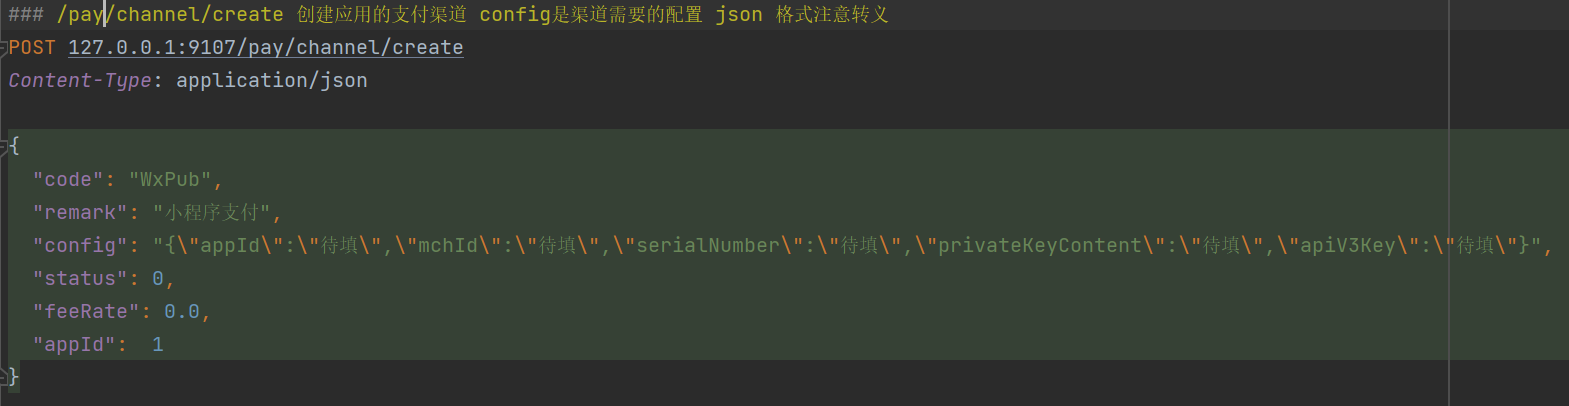 ### /pay/channel/create 创建应用的支付渠道 config是渠道需要的配置 json 格式注意转义
POST 127.0.0.1:9107/pay/channel/create
Content-Type: application/json
{
"code": "WxPub",
"remark": "小程序支付",
"config": "{\"appId\":\"待填\",\"mchId\":\"待填\",\"serialNumber\":\"待填\",\"privateKeyContent\":\"待填\",\"apiV3Key\":\"待填\"}",
"status": 0,
"feeRate": 0.0,
"appId":  1
}